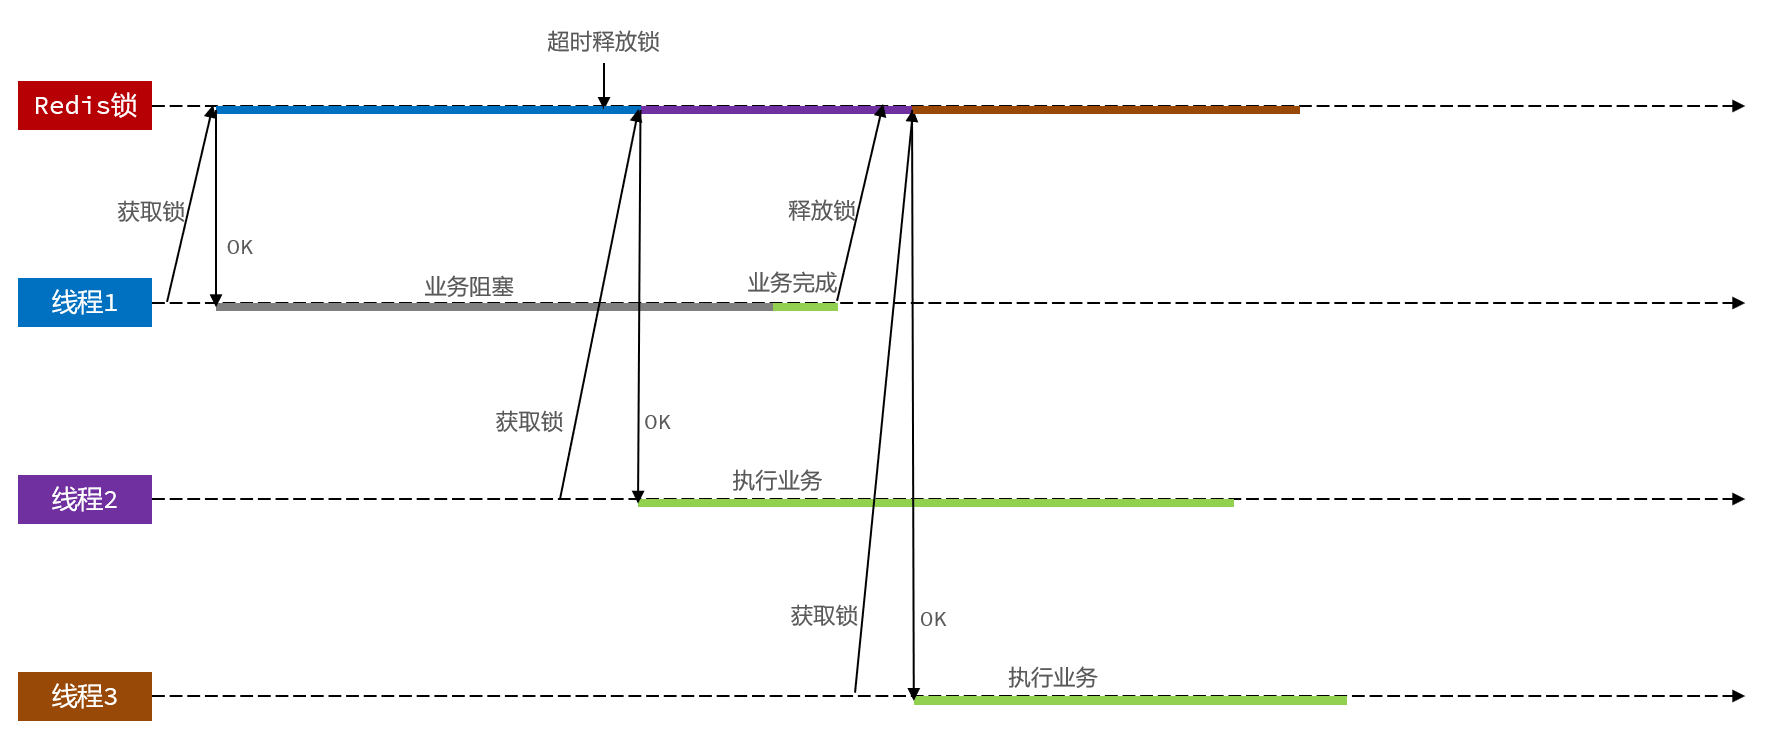 超时释放锁
Redis锁
获取锁
释放锁
OK
业务阻塞
业务完成
线程1
获取锁
OK
执行业务
线程2
获取锁
OK
执行业务
线程3